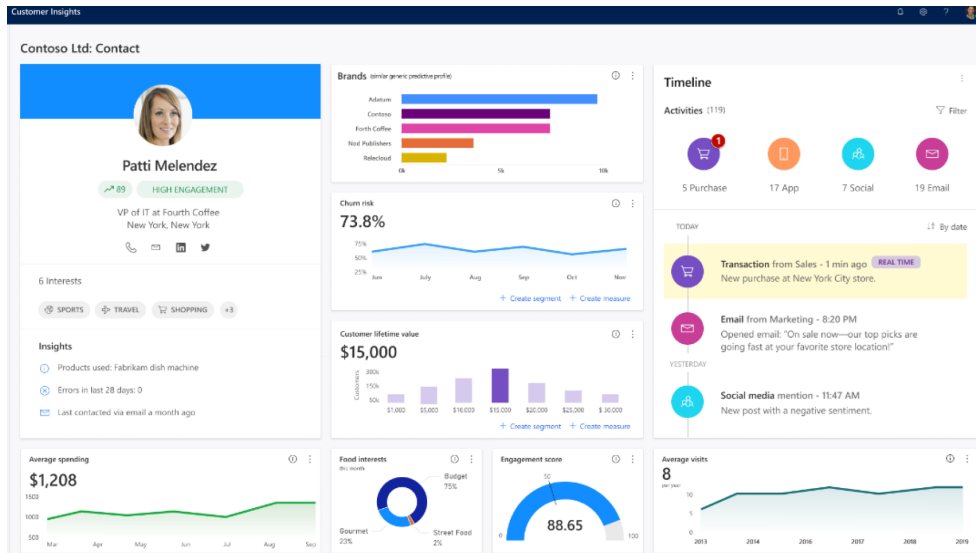 Customer Insights
?
Contoso Ltd: Contact
Patti Melendez
89
HIGH ENGAGEMENT
VP of IT at Fourth Coffee
New York, New York
6 Interests
SPORTS
TRAVEL
SHOPPING
+3
Insights
Products used: Fabrikam dish machine
Errors in last 28 days: 0
Last contacted via email a month ago
Brands (similar generic predictive profile)
Adatum
Contoso
Forth Coffee
Nod Publishers
Relecloud
0k 5k 10k
Churn risk
73.8%
75%
50%
25%
Jun July Aug Sep Oct Nov
+ Create segment + Create measure
Customer lifetime value
$15,000
Customers
300k
150k
50k
$1,000 $5,000 $10,000 $15,000 $20,000 $25,000 $ 30,000
+ Create segment + Create measure
Timeline
Activities (119)
Filter
1
5 Purchase
17 App
7 Social
19 Email
TODAY
By date
Transaction from Sales - 1 min ago REAL TIME
New purchase at New York City store.
Email from Marketing - 8:20 PM
Opened email: “On sale now—our top picks are
going fast at your favorite store location!”
YESTERDAY
Social media mention - 11:47 AM
New post with a negative sentiment.
Average spending
$1,208
1500
1000
500
Mar Apr May Jun Jul Aug Sep
Food interests
this month
Budget
75%
Gourmet
23%
Street Food
2%
Engagement score
50
88.65
0
100
Average visits
8
per year
10
5
0
2013 2014 2015 2016 2017 2018 2019